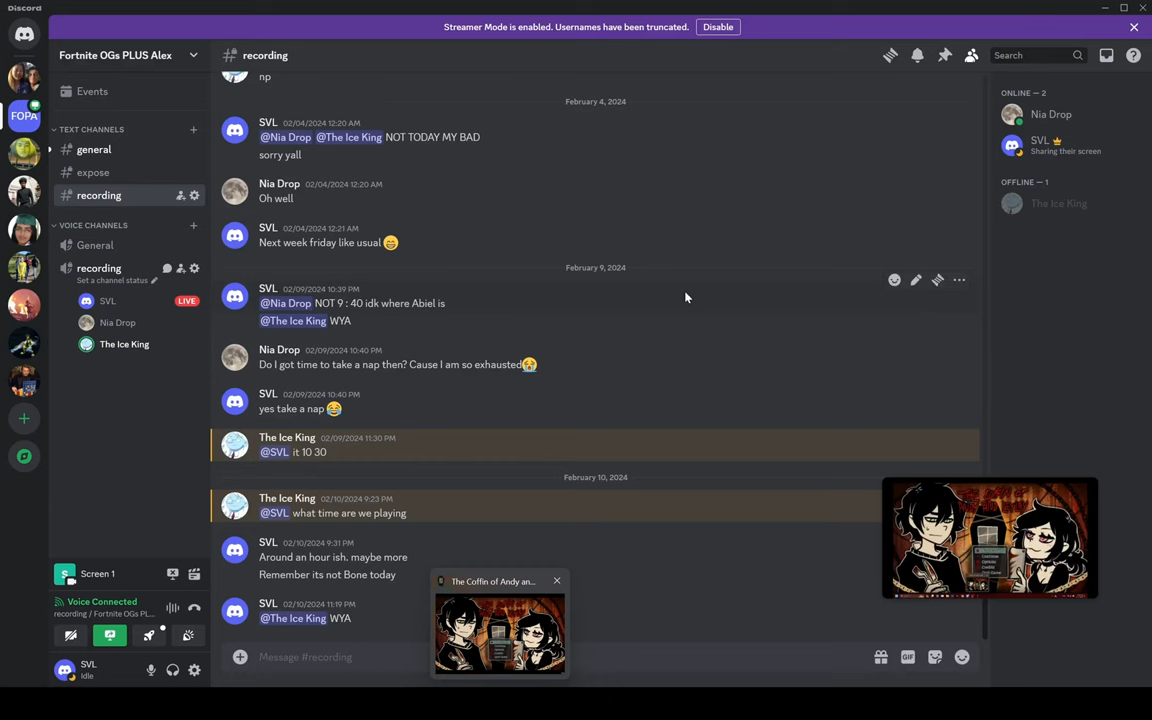 Discord
Streamer Mode is enabled. Usernames have been truncated.
Disable
Fortnite OGs PLUS Alex
recording
Search
Events
TEXT CHANNELS
general
expose
recording
VOICE CHANNELS
General
recording
Set a channel status
SVL
LIVE
Nia Drop
The Ice King
FOPA
np
February 4, 2024
SVL 02/04/2024 12:20 AM
@Nia Drop @The Ice King NOT TODAY MY BAD
sorry yall
Nia Drop 02/04/2024 12:20 AM
Oh well
SVL 02/04/2024 12:21 AM
Next week friday like usual
February 9, 2024
SVL 02/09/2024 10:39 PM
@Nia Drop NOT 9 : 40 idk where Abiel is
@The Ice King WYA
Nia Drop 02/09/2024 10:40 PM
Do I got time to take a nap then? Cause I am so exhausted
SVL 02/09/2024 10:40 PM
yes take a nap
The Ice King 02/09/2024 11:30 PM
@SVL it 10 30
February 10, 2024
The Ice King 02/10/2024 9:23 PM
@SVL what time are we playing
SVL 02/10/2024 9:31 PM
Around an hour ish. maybe more
Remember its not Bone today
SVL 02/10/2024 11:19 PM
@The Ice King WYA
Message #recording
GIF
ONLINE — 2
Nia Drop
SVL
Sharing their screen
OFFLINE — 1
The Ice King
The Coffin of Andy an...
S
Screen 1
Voice Connected
recording / Fortnite OGs PL...
SVL
Idle